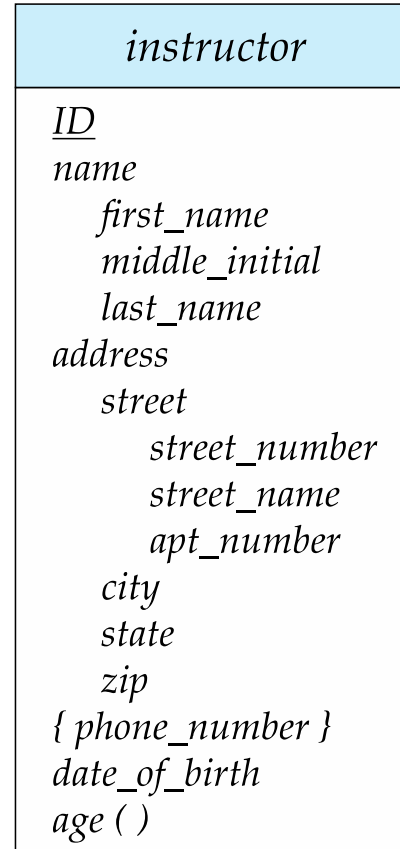 instructor
ID
name
first_name
middle_initial
last_name
address
street
street_number
street_name
apt_number
city
state
zip
{ phone_number }
date_of_birth
age ( )